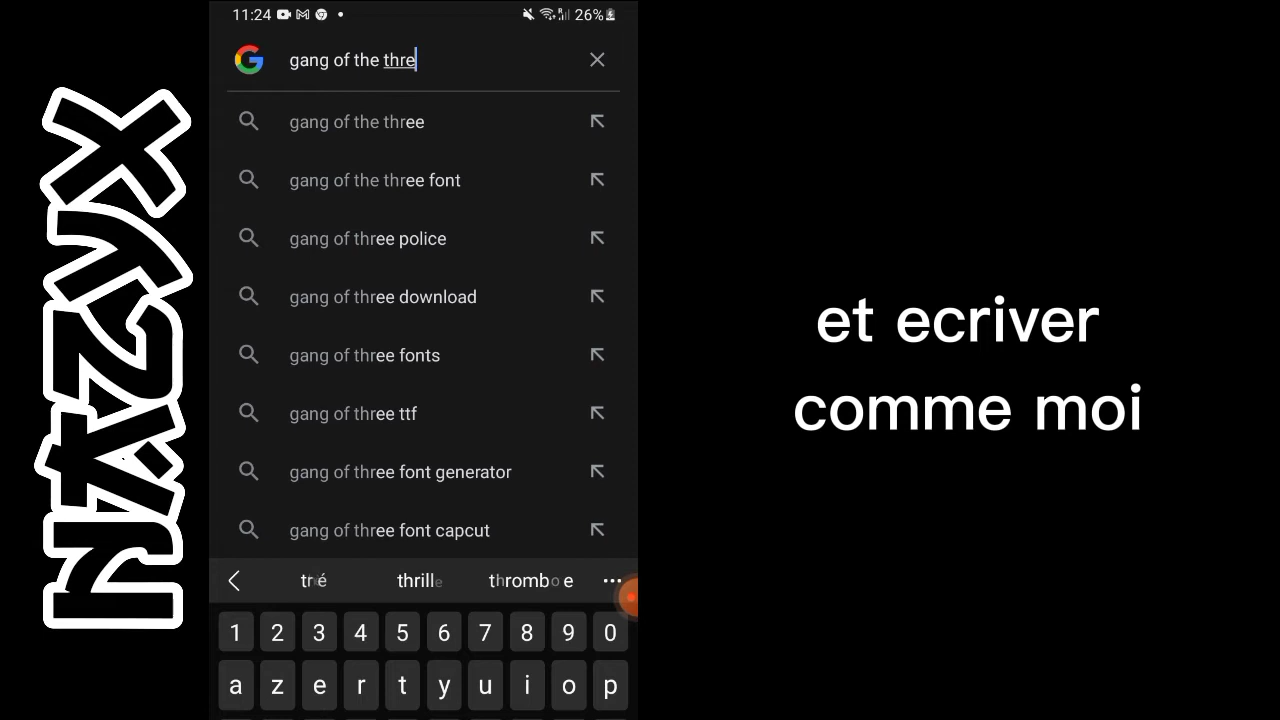 11:24 26%
NAZYX
gang of the thre
gang of the three
gang of the three font
gang of three police
gang of three download
gang of three fonts
gang of three ttf
gang of three font generator
gang of three font capcut
thrill
1 2 3 4 5 6 7 8 9 0
a z e r t y u i o p
et ecriver
comme moi